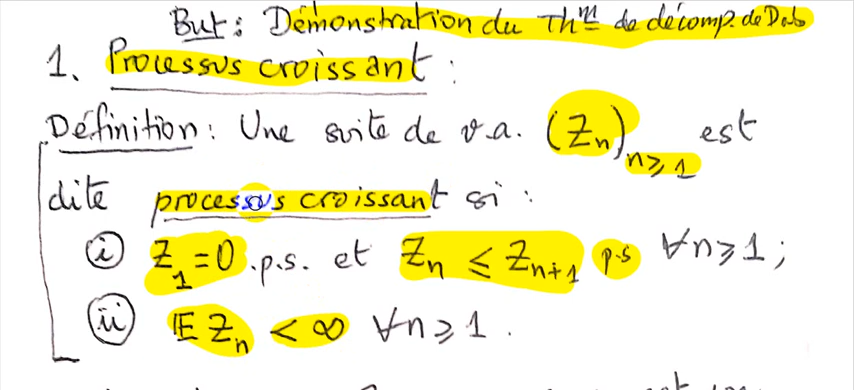 But : Démonstration du Thm de décomp. de Doob
1. Processus croissant :
Définition : Une suite de v.a. (Zn)n≥1 est
dite processus croissant si :
(i) Z1 = 0 .p.s. et Zn ≤ Zn+1 p.s ∀n≥1 ;
(ii) 𝔼 Zn < ∞ ∀n≥1 .